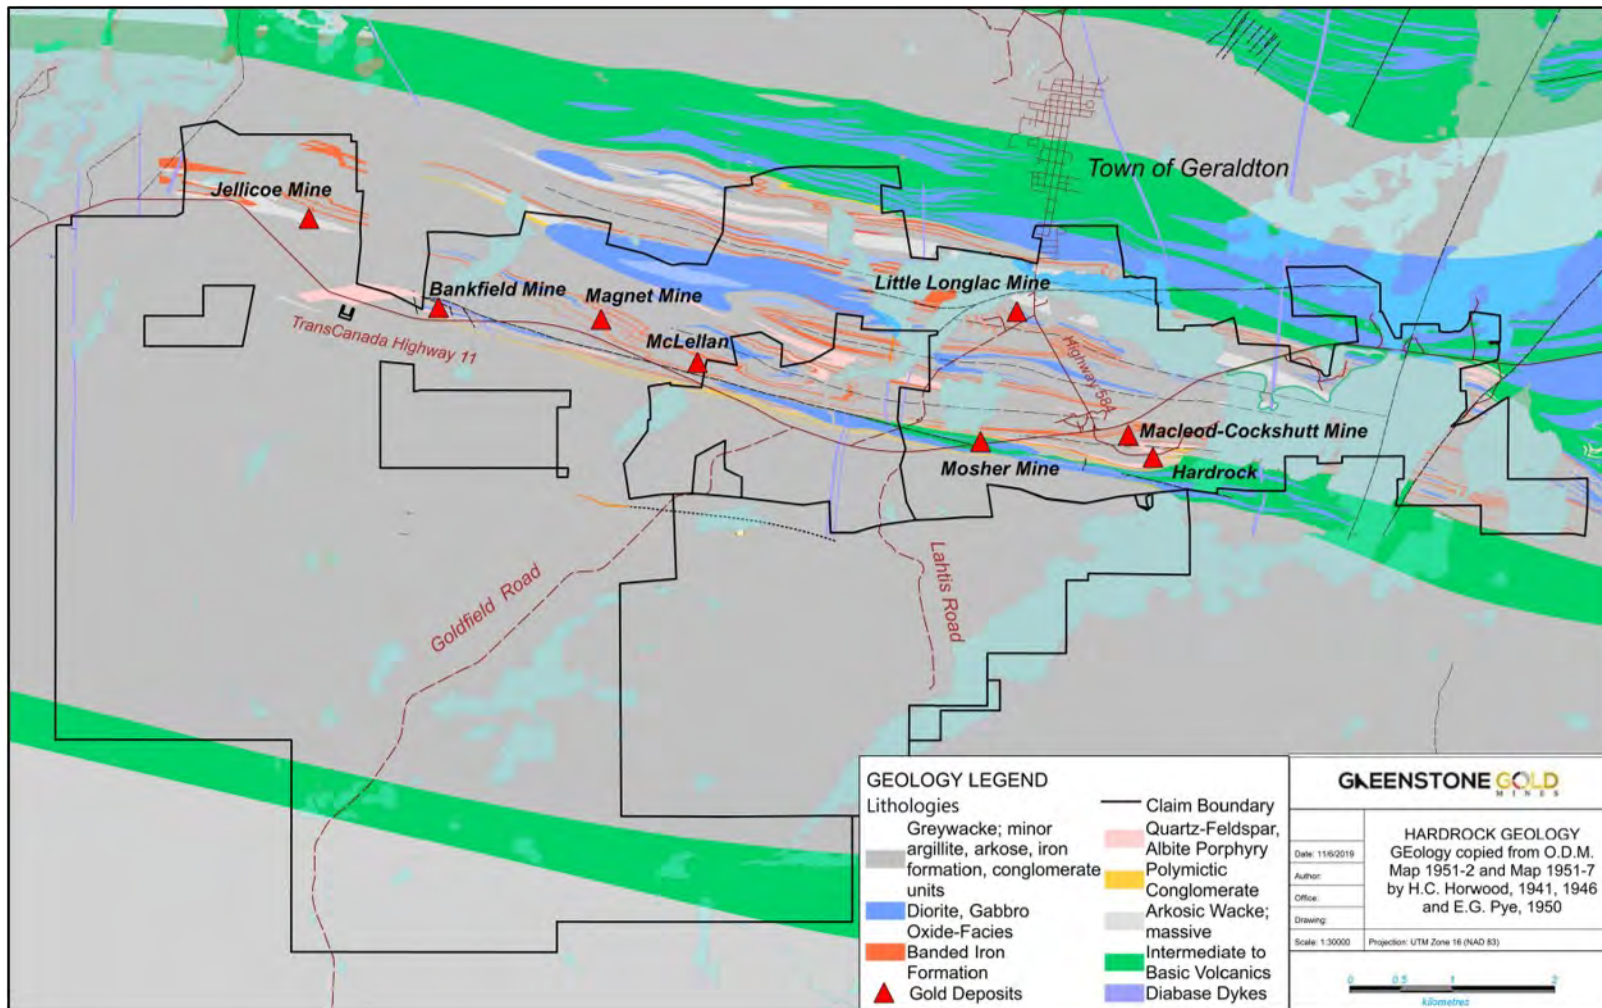 Town of Geraldton
Jellicoe Mine
Bankfield Mine
Magnet Mine
Little Longlac Mine
TransCanada Highway 11
McLellan
Highway 584
Macleod-Cockshutt Mine
Mosher Mine
Hardrock
Goldfield Road
Lahtis Road
GEOLOGY LEGEND
Lithologies
Greywacke; minor
argillite, arkose, iron
formation, conglomerate
units
Diorite, Gabbro
Oxide-Facies
Banded Iron
Formation
Gold Deposits
Claim Boundary
Quartz-Feldspar,
Albite Porphyry
Polymictic
Conglomerate
Arkosic Wacke;
massive
Intermediate to
Basic Volcanics
Diabase Dykes
GREENSTONE GOLD
MINES
Date: 11/6/2019
Author:
Office:
Drawing:
Scale: 1:30000
HARDROCK GEOLOGY
GEology copied from O.D.M.
Map 1951-2 and Map 1951-7
by H.C. Horwood, 1941, 1946
and E.G. Pye, 1950
Projection: UTM Zone 16 (NAD 83)
0 0.5 1 2
kilometres